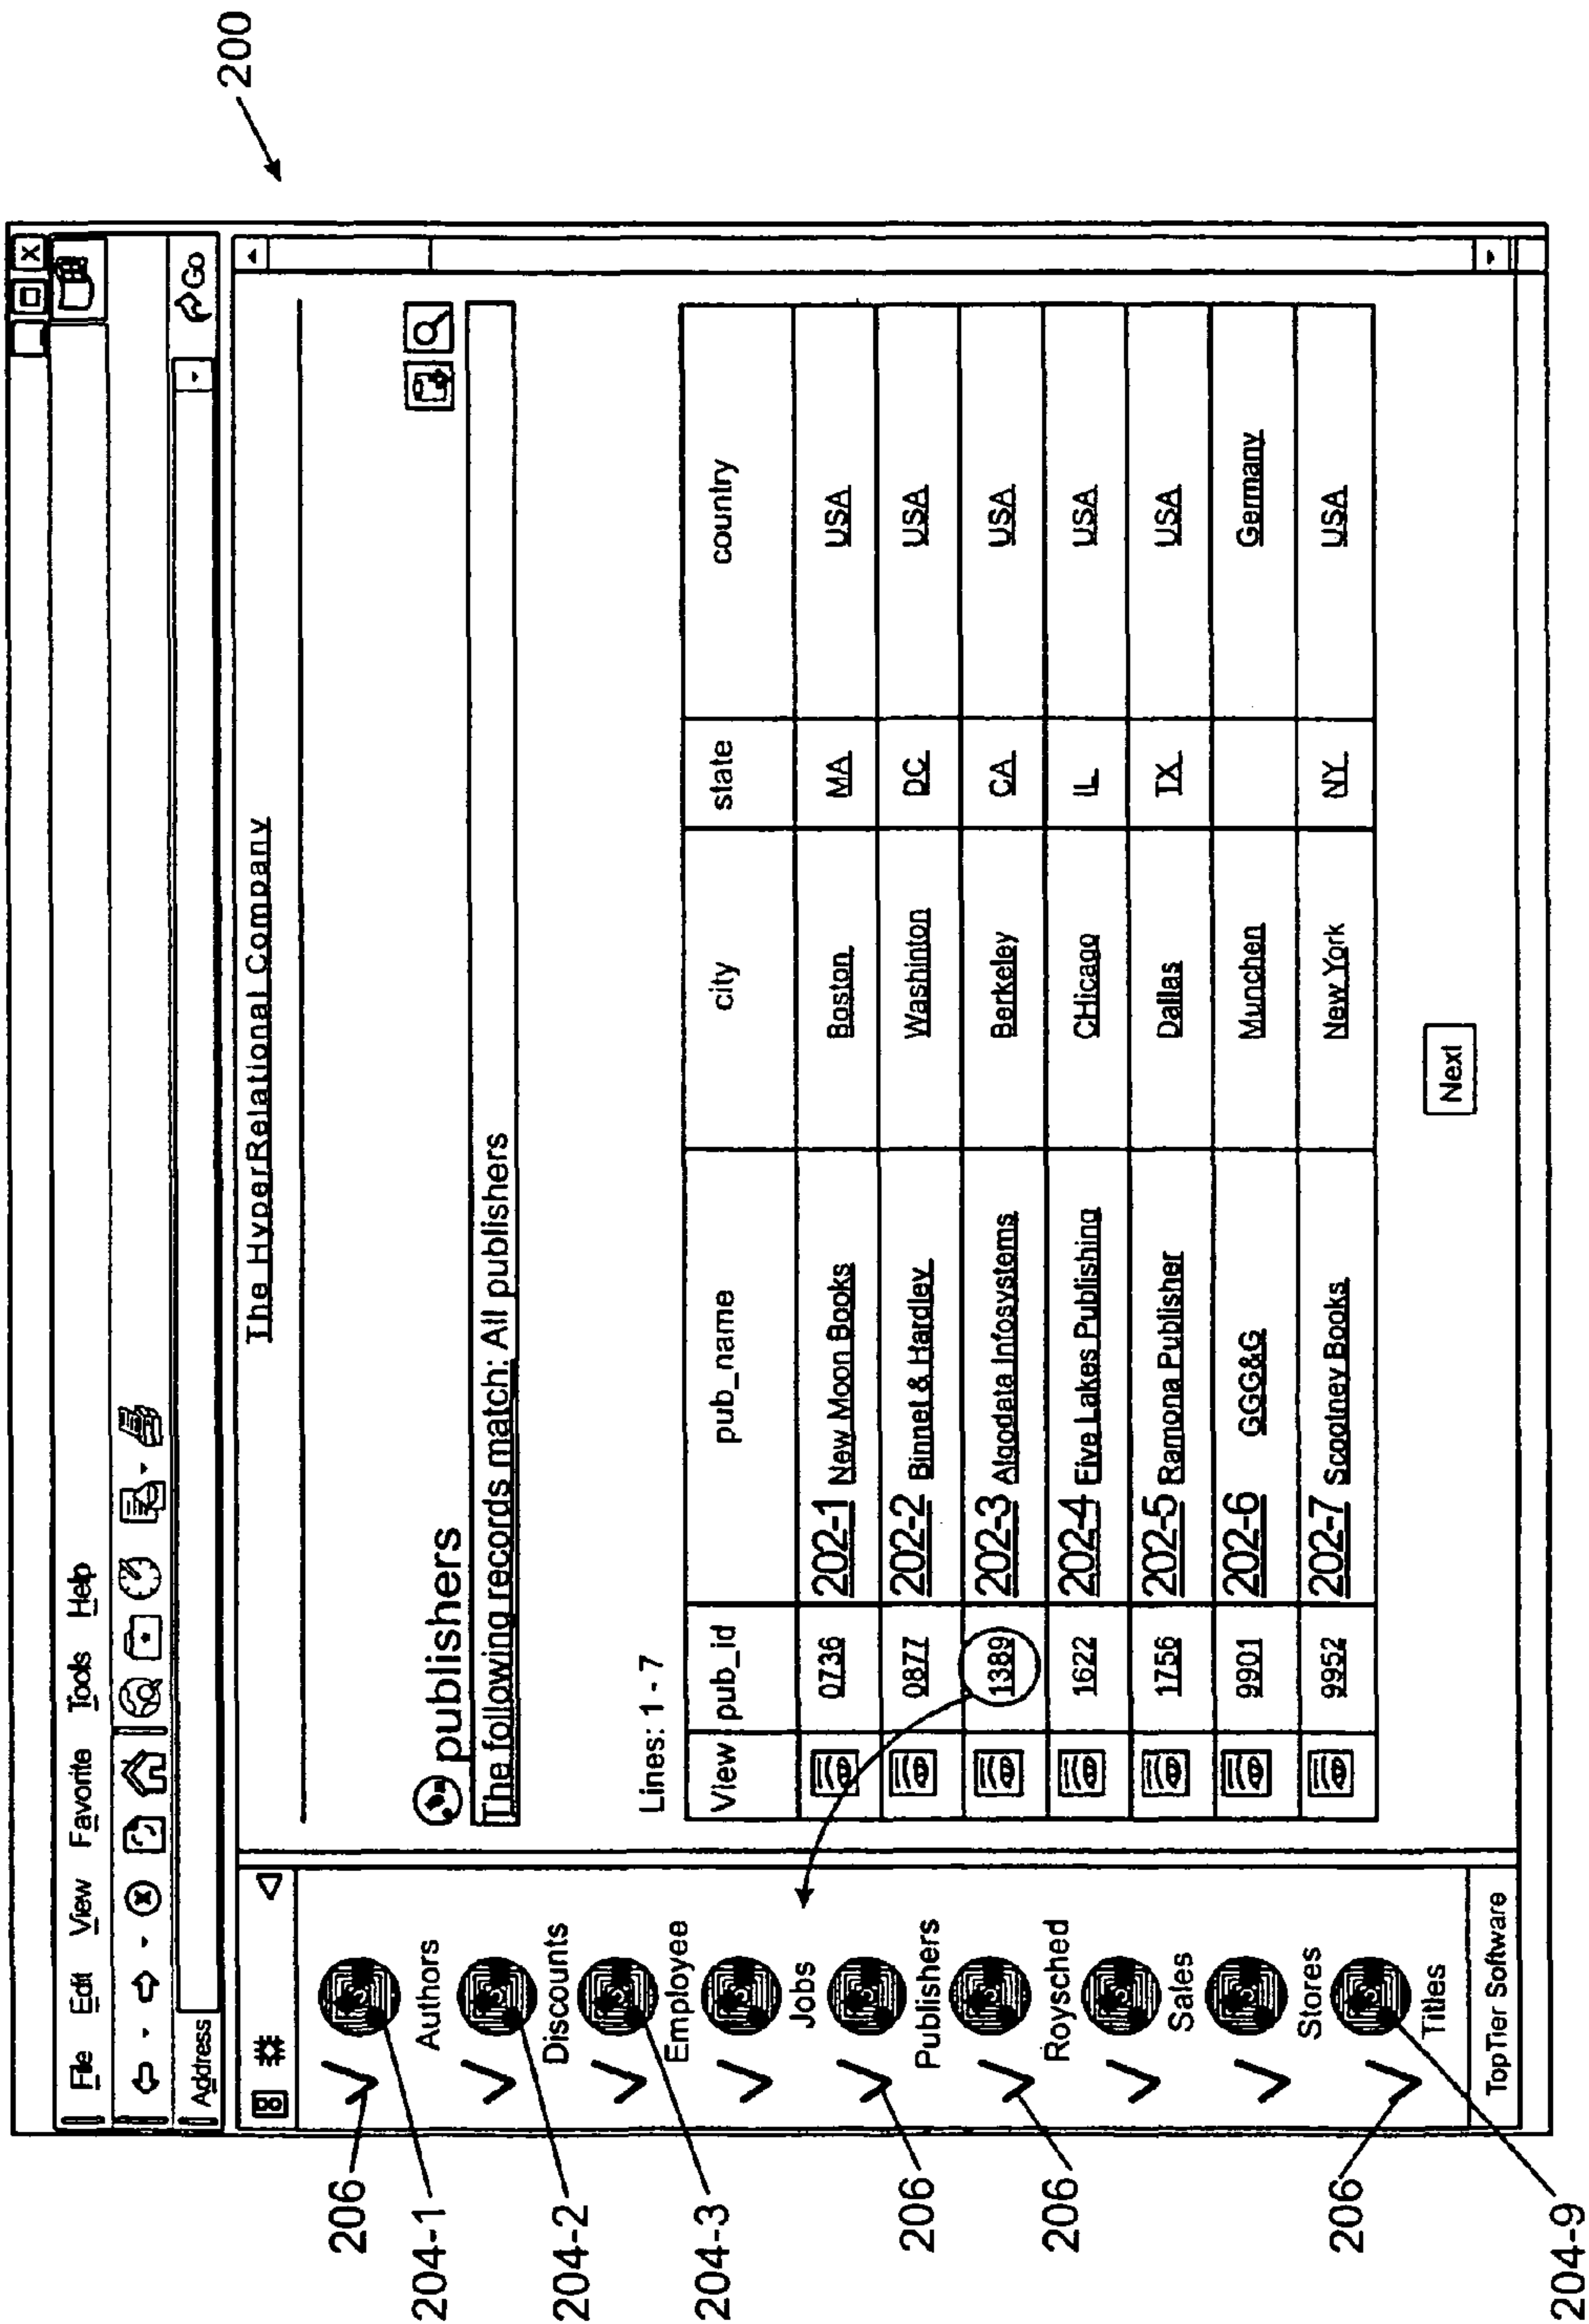 200
File Edit View Favorite Tools Help
Address
Go
The HyperRelational Company
publishers
The following records match: All publishers
Lines: 1 - 7
View pub_id pub_name city state country
0736 202-1 New Moon Books Boston MA USA
0877 202-2 Binnet & Hardley Washinton DC USA
1389 202-3 Algodata Infosystems Berkeley CA USA
1622 202-4 Five Lakes Publishing CHicago IL USA
1756 202-5 Ramona Publisher Dallas TX USA
9901 202-6 GGG&G Munchen Germany
9952 202-7 Scootney Books New York NY USA
Next
Authors
Discounts
Employee
Jobs
Publishers
Roysched
Sales
Stores
Titles
TopTier Software
206
204-1
204-2
204-3
206
206
206
204-9